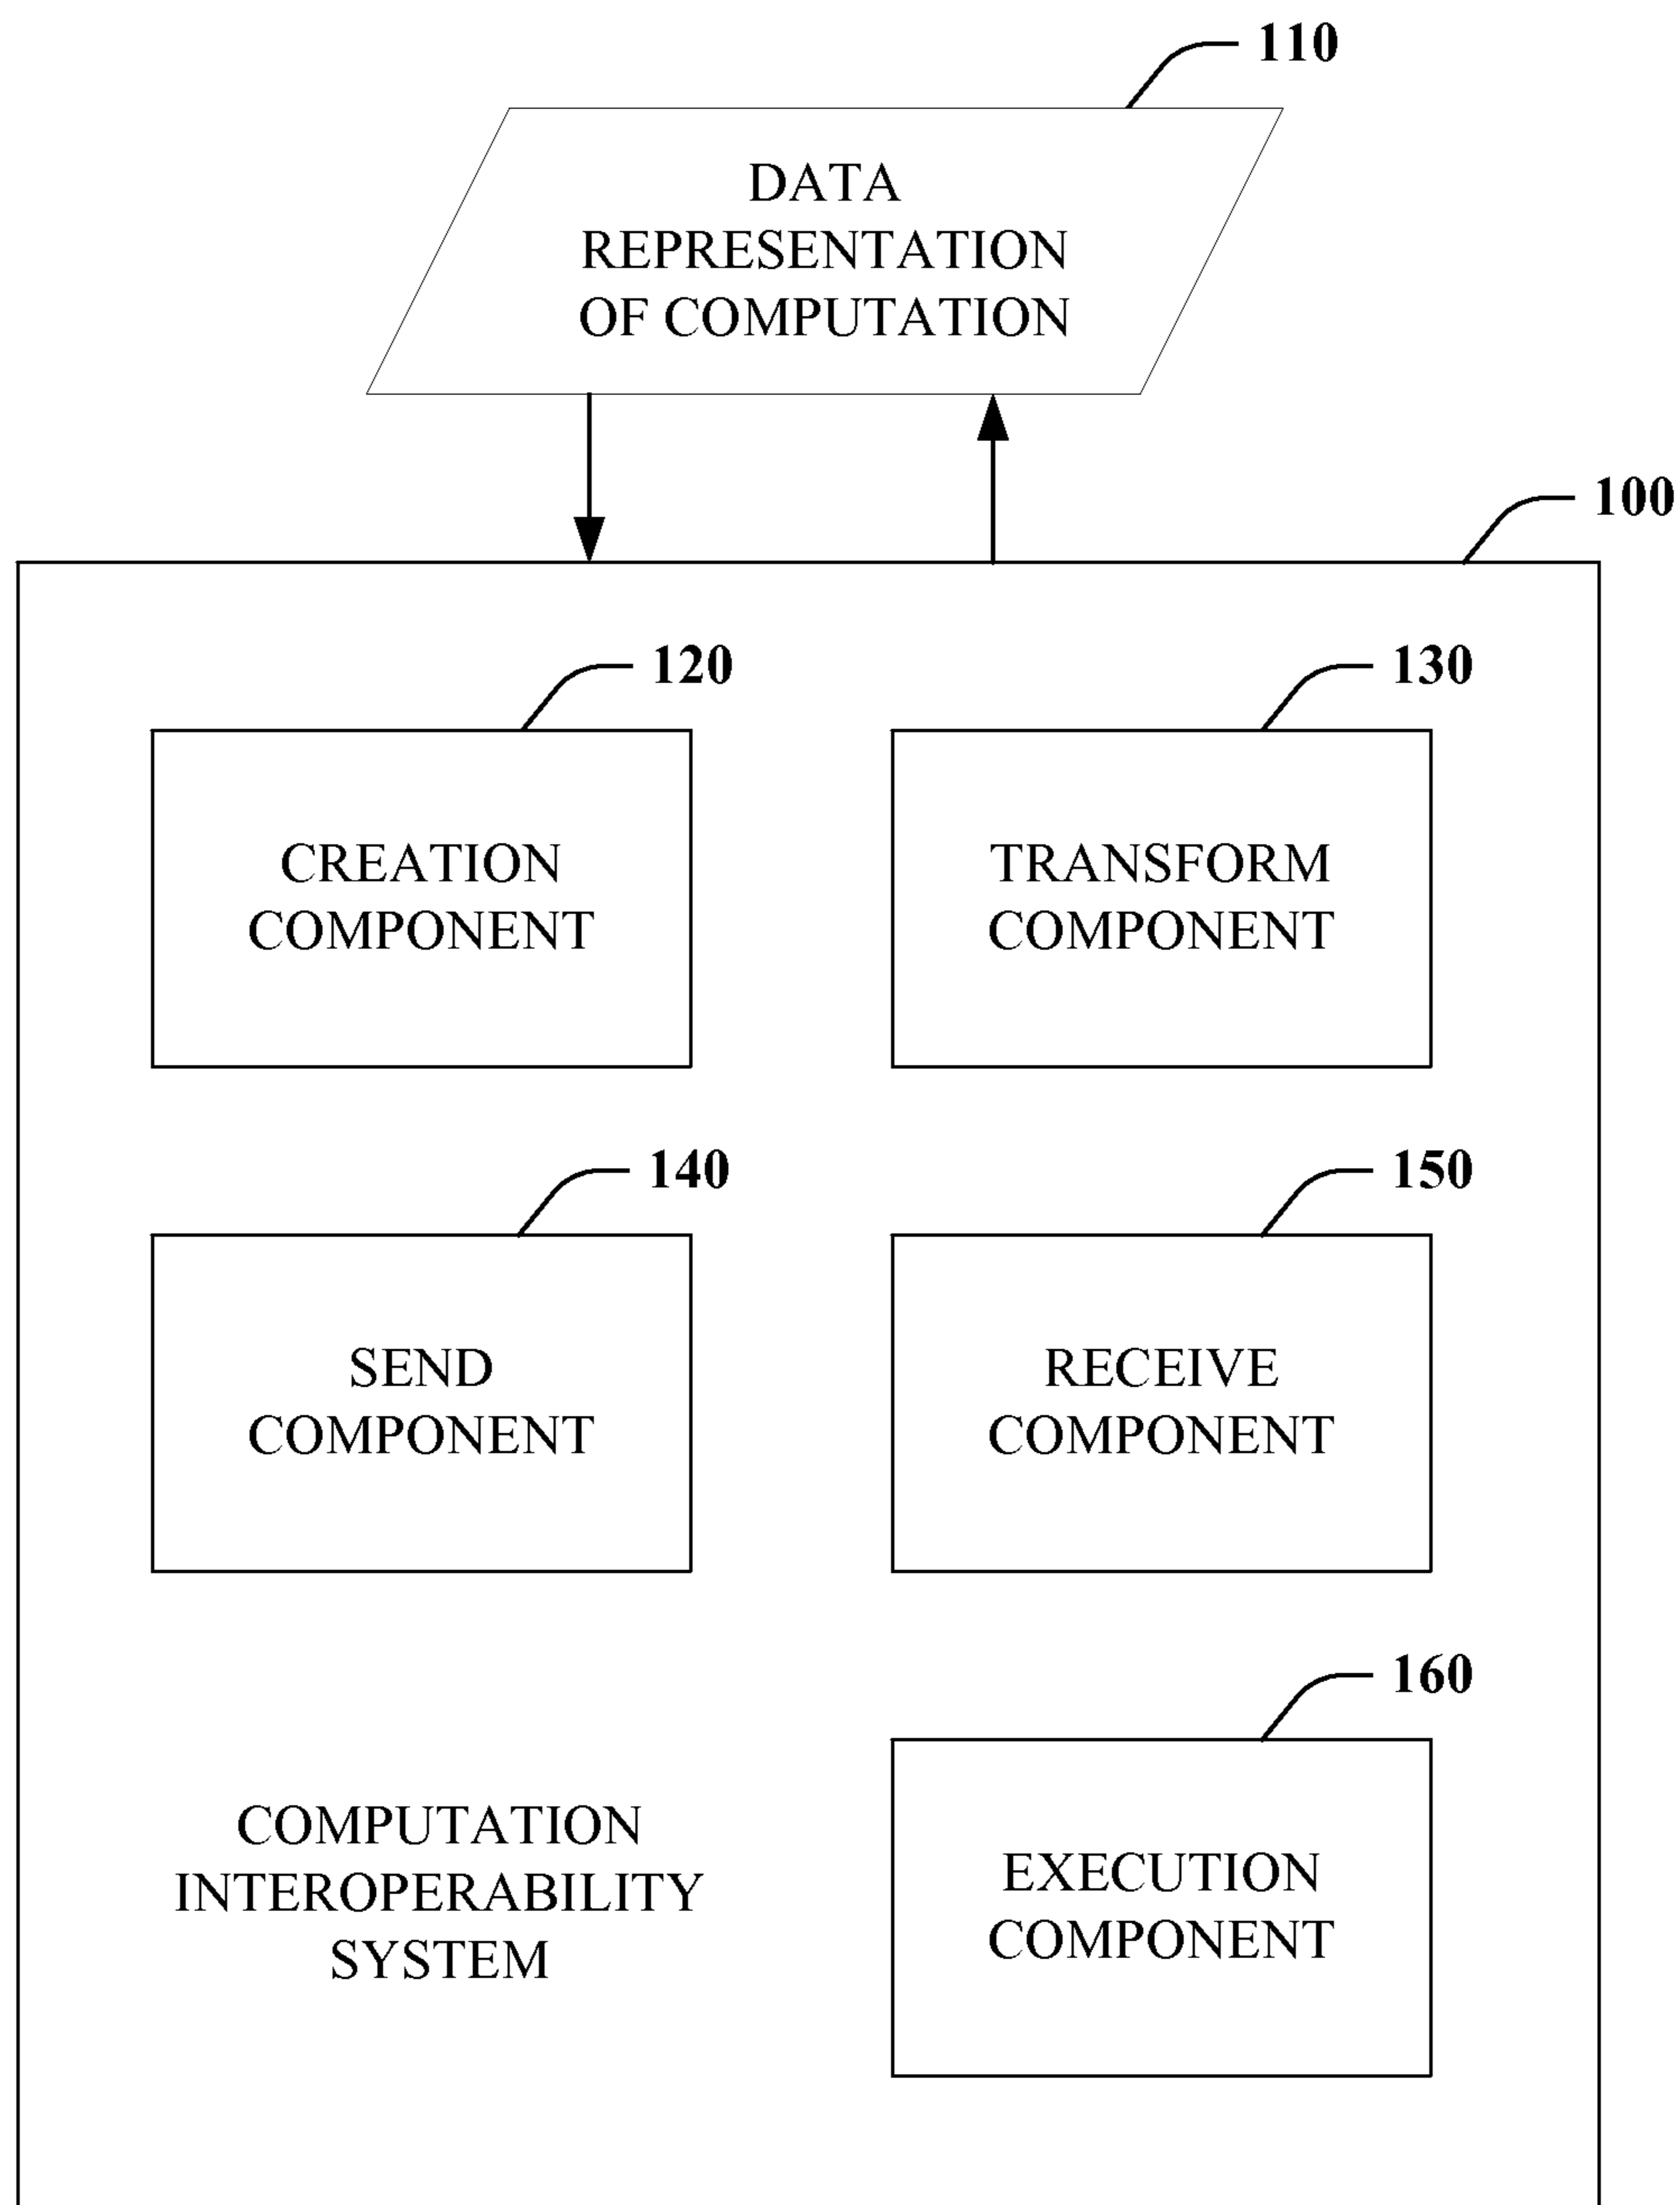 110
DATA
REPRESENTATION
OF COMPUTATION
100
120
130
CREATION
COMPONENT
TRANSFORM
COMPONENT
140
150
SEND
COMPONENT
RECEIVE
COMPONENT
160
COMPUTATION
INTEROPERABILITY
SYSTEM
EXECUTION
COMPONENT